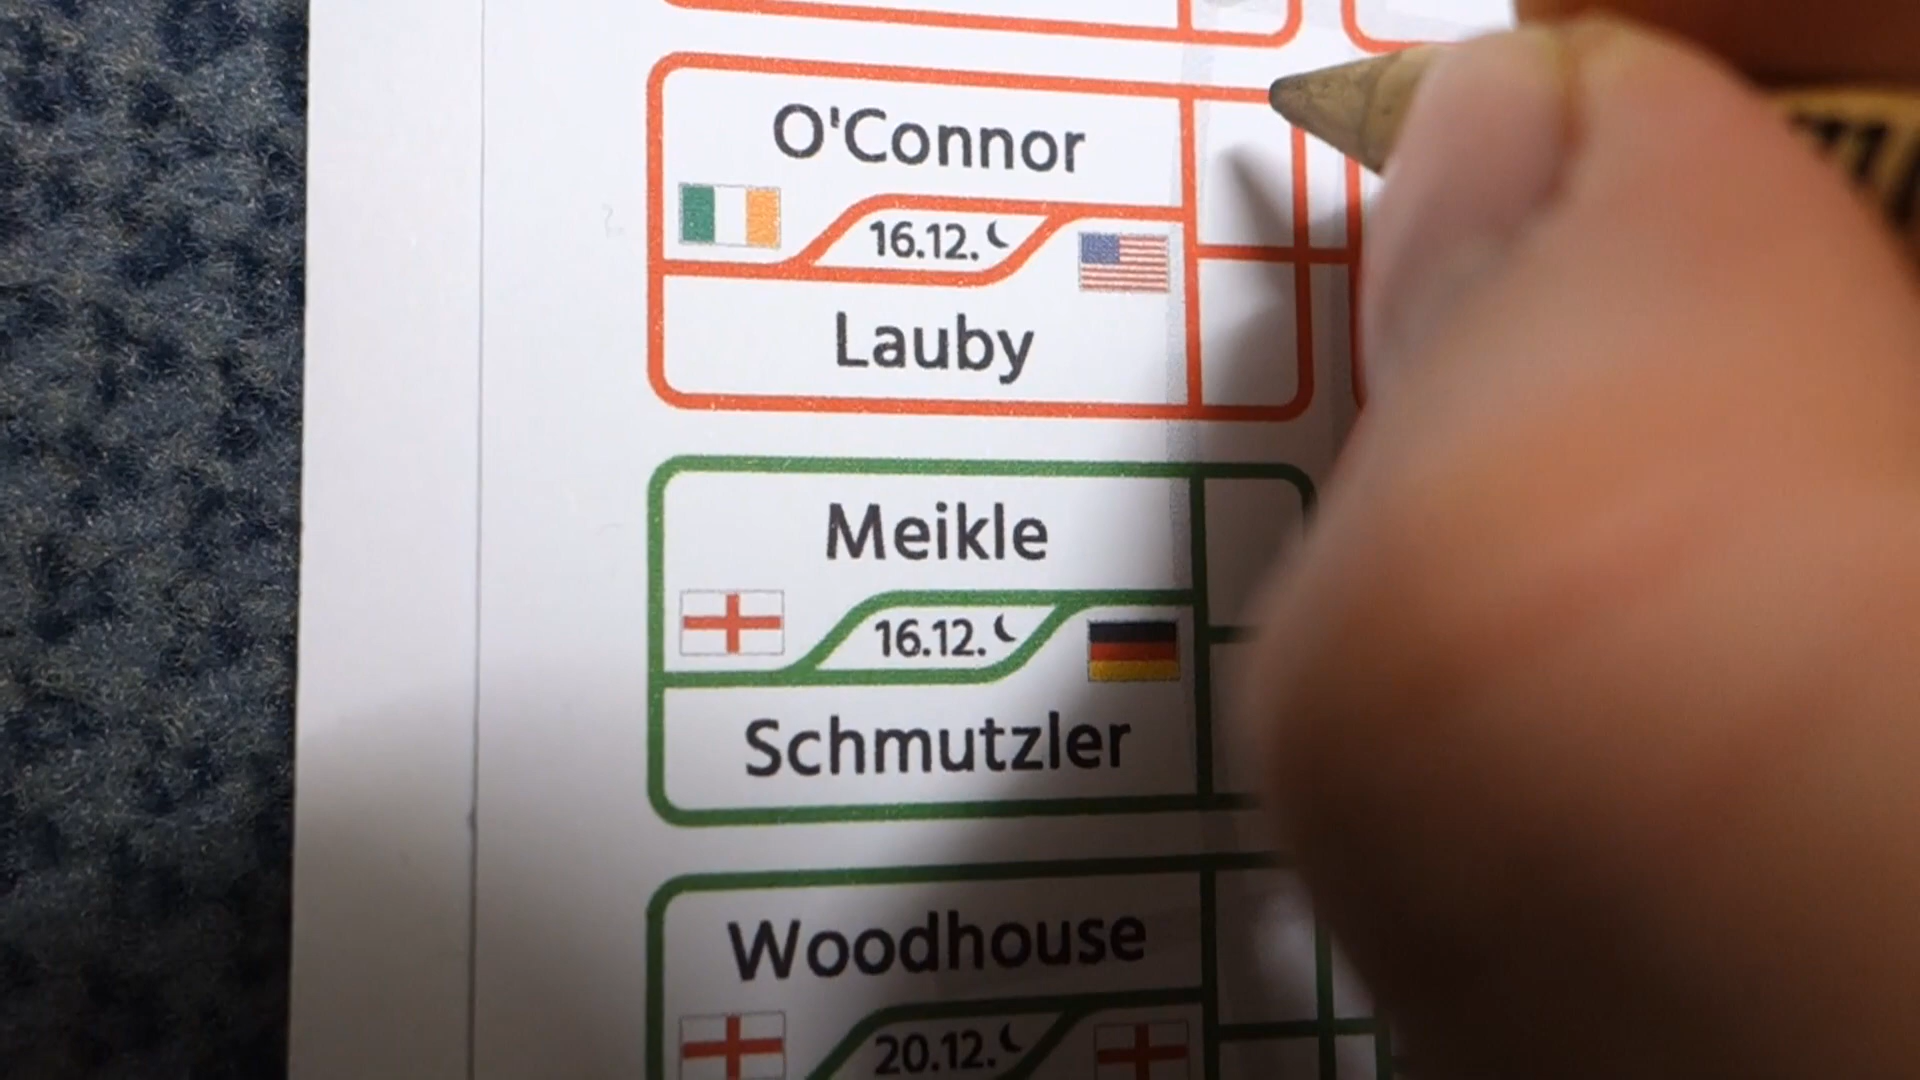 O'Connor
16.12.
Lauby
Meikle
16.12.
Schmutzler
Woodhouse
20.12.